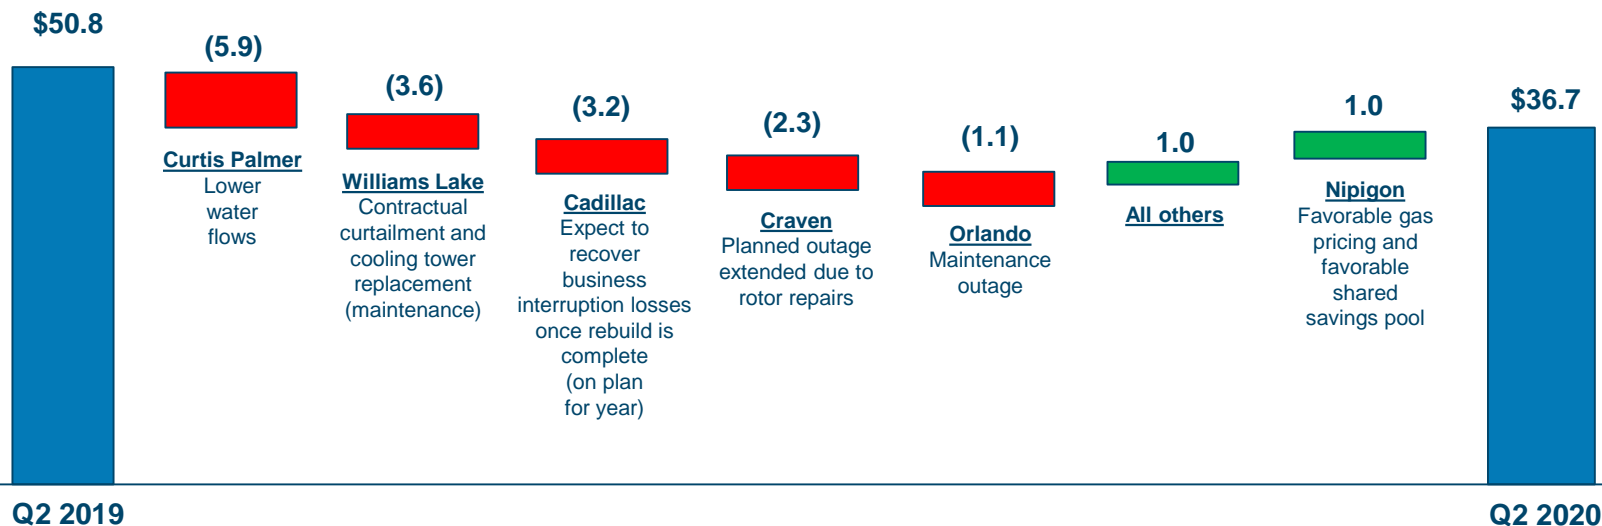 $50.8
(5.9)
Curtis Palmer
Lower
water
flows
(3.6)
Williams Lake
Contractual
curtailment and
cooling tower
replacement
(maintenance)
(3.2)
Cadillac
Expect to
recover
business
interruption losses
once rebuild is
complete
(on plan
for year)
(2.3)
Craven
Planned outage
extended due to
rotor repairs
(1.1)
Orlando
Maintenance
outage
1.0
All others
1.0
Nipigon
Favorable gas
pricing and
favorable
shared
savings pool
$36.7
Q2 2019
Q2 2020